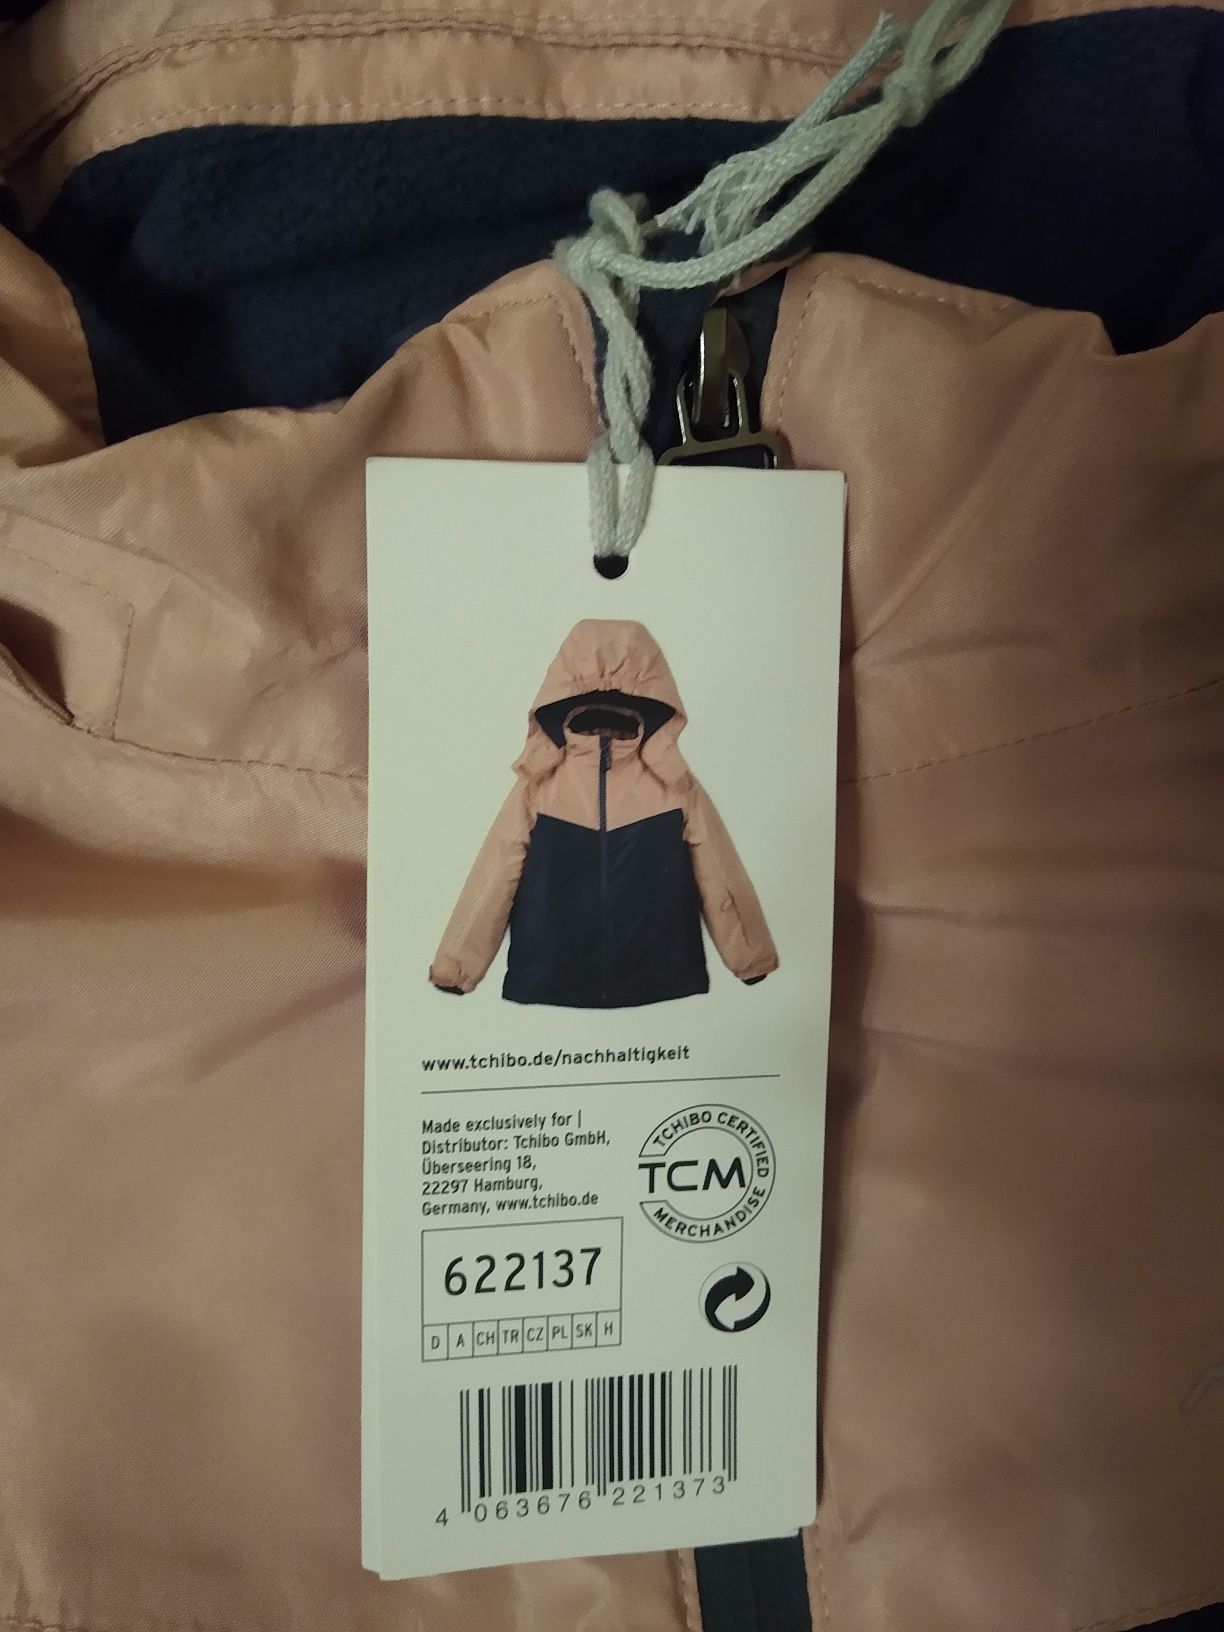 www.tchibo.de/nachhaltigkeit
Made exclusively for |
Distributor: Tchibo GmbH,
Überseering 18,
22297 Hamburg,
Germany, www.tchibo.de
TCHIBO CERTIFIED
TCM
MERCHANDISE
622137
D A CH TR CZ PL SK H
4 063676 221373